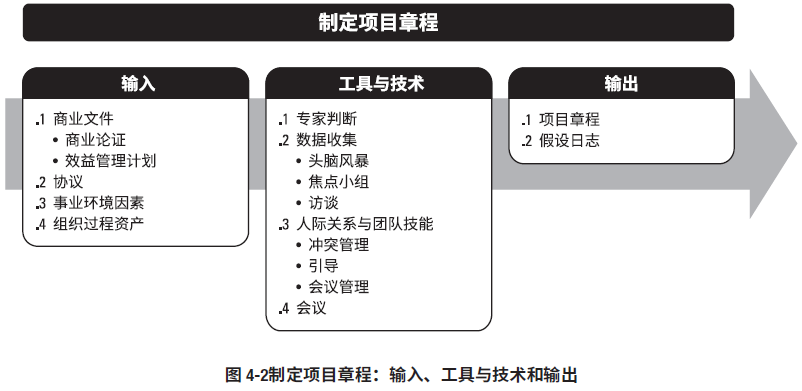 制定项目章程
输入
.1 商业文件
• 商业论证
• 效益管理计划
.2 协议
.3 事业环境因素
.4 组织过程资产
工具与技术
.1 专家判断
.2 数据收集
• 头脑风暴
• 焦点小组
• 访谈
.3 人际关系与团队技能
• 冲突管理
• 引导
• 会议管理
.4 会议
输出
.1 项目章程
.2 假设日志
图 4-2制定项目章程：输入、工具与技术和输出